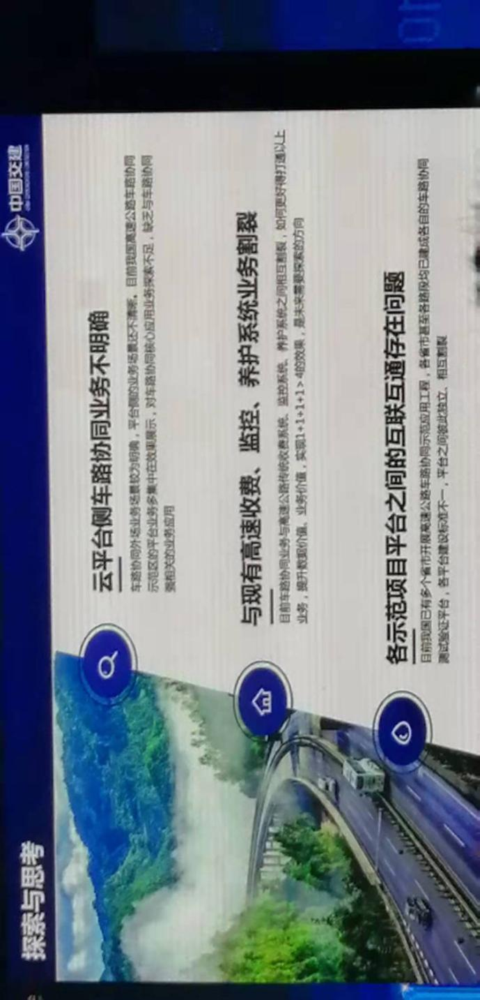 探索与思考
中国交建
云平台侧车路协同业务不明确
车路协同外场业务场景较为明确，平台侧的业务场景还不清晰。目前我国高速公路车路协同
示范区的平台业务多集中在效果展示，对车路协同核心应用业务探索不足，缺乏与车路协同
强相关的业务应用
与现有高速收费、监控、养护系统业务割裂
目前车路协同业务与高速公路传统收费系统、监控系统、养护系统之间相互割裂，如何更好得打通以上
业务，提升数据价值、业务价值，实现1+1+1+1＞4的效果，是未来需要探索的方向
各示范项目平台之间的互联互通存在问题
目前我国已有多个省市开展高速公路车路协同示范应用工程，各省市甚至各路段均已建成各自的车路协同
测试验证平台，各平台建设标准不一，平台之间彼此独立、相互割裂